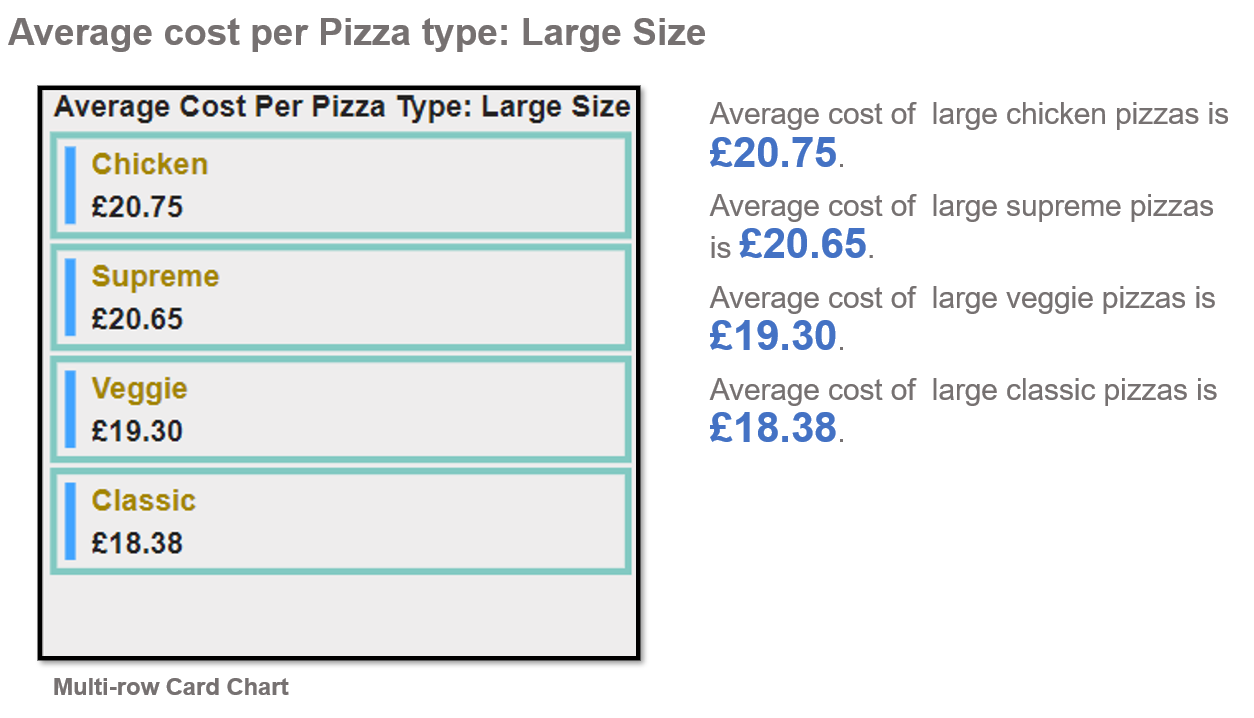 Average cost per Pizza type: Large Size
Average Cost Per Pizza Type: Large Size
Chicken
£20.75
Supreme
£20.65
Veggie
£19.30
Classic
£18.38
Multi-row Card Chart
Average cost of  large chicken pizzas is
£20.75.
Average cost of  large supreme pizzas
is £20.65.
Average cost of  large veggie pizzas is
£19.30.
Average cost of  large classic pizzas is
£18.38.